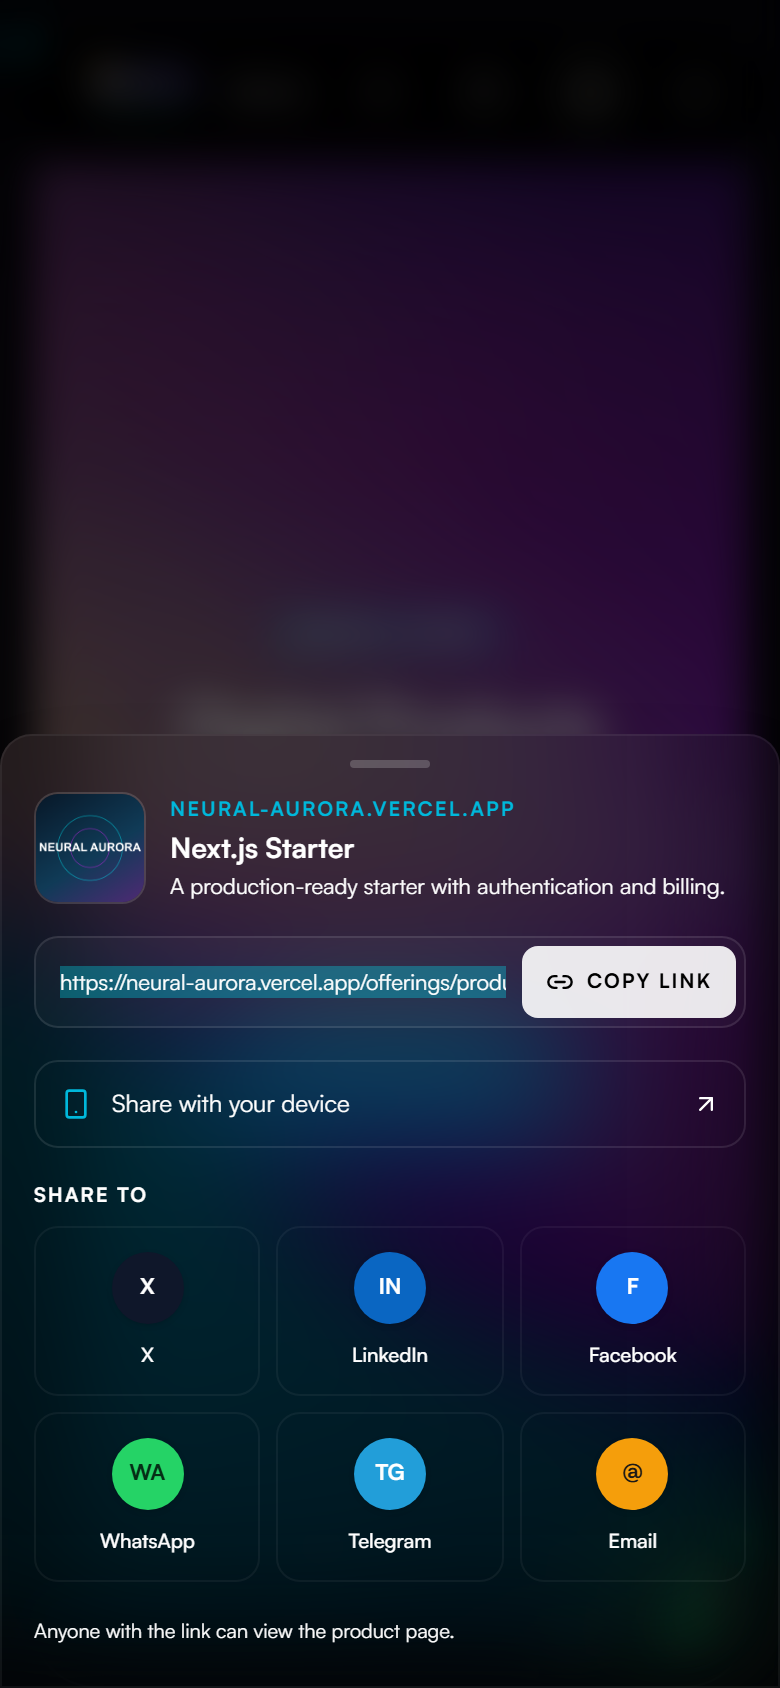 NEURAL AURORA
NEURAL-AURORA.VERCEL.APP
Next.js Starter
A production-ready starter with authentication and billing.
https://neural-aurora.vercel.app/offerings/produ
COPY LINK
Share with your device
SHARE TO
X
IN
F
X
LinkedIn
Facebook
WA
TG
@
WhatsApp
Telegram
Email
Anyone with the link can view the product page.